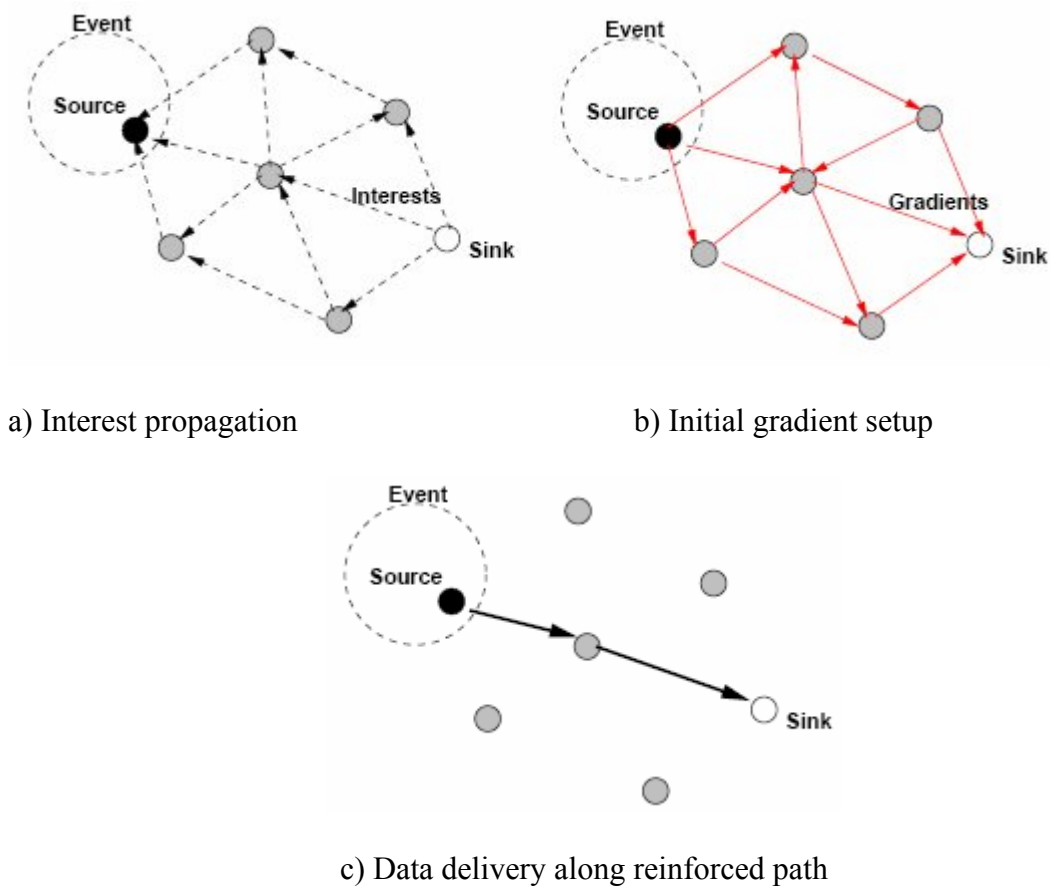 Event
Source
Interests
Sink
Event
Source
Gradients
Sink
a) Interest propagation
b) Initial gradient setup
Event
Source
Sink
c) Data delivery along reinforced path